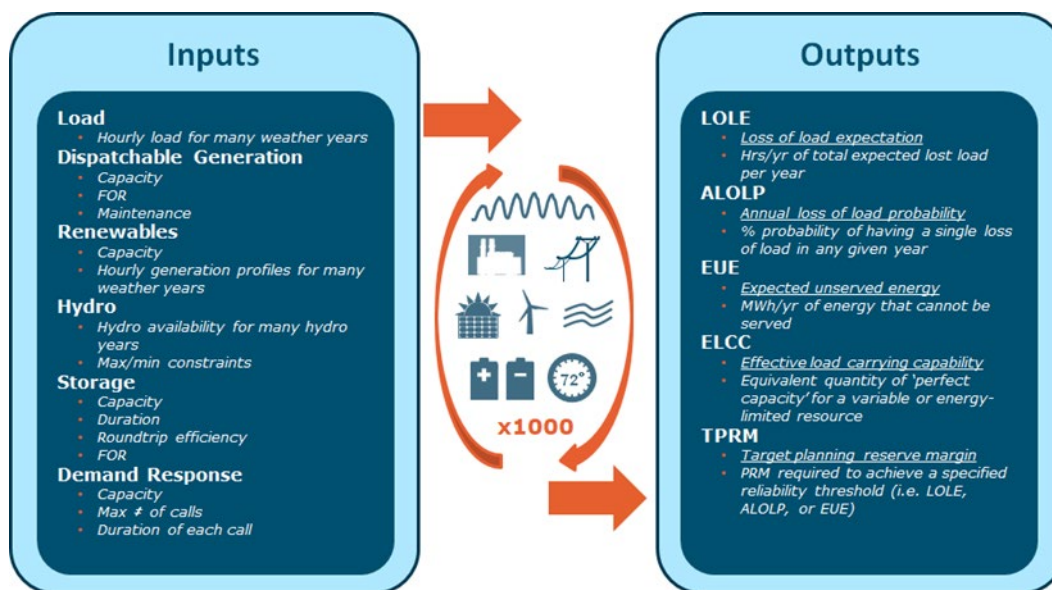 Inputs
Load
• Hourly load for many weather years
Dispatchable Generation
• Capacity
• FOR
• Maintenance
Renewables
• Capacity
• Hourly generation profiles for many
weather years
Hydro
• Hydro availability for many hydro
years
• Max/min constraints
Storage
• Capacity
• Duration
• Roundtrip efficiency
• FOR
Demand Response
• Capacity
• Max # of calls
• Duration of each call
72°
x1000
Outputs
LOLE
• Loss of load expectation
• Hrs/yr of total expected lost load
per year
ALOLP
• Annual loss of load probability
• % probability of having a single loss
of load in any given year
EUE
• Expected unserved energy
• MWh/yr of energy that cannot be
served
ELCC
• Effective load carrying capability
• Equivalent quantity of ‘perfect
capacity’ for a variable or energy-
limited resource
TPRM
• Target planning reserve margin
• PRM required to achieve a specified
reliability threshold (i.e. LOLE,
ALOLP, or EUE)